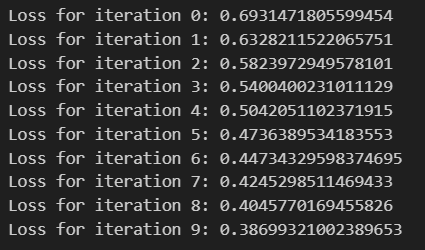 Loss for iteration 0: 0.6931471805599454
Loss for iteration 1: 0.6328211522065751
Loss for iteration 2: 0.5823972949578101
Loss for iteration 3: 0.5400400231011129
Loss for iteration 4: 0.5042051102371915
Loss for iteration 5: 0.4736389534183553
Loss for iteration 6: 0.44734329598374695
Loss for iteration 7: 0.4245298511469433
Loss for iteration 8: 0.4045770169455826
Loss for iteration 9: 0.38699321002389653